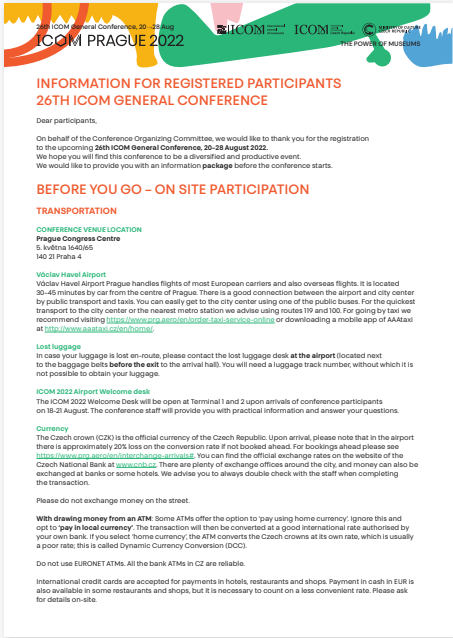 26th ICOM General Conference, 20–28 Aug
ICOM PRAGUE 2022
ICOM
ICOM
MINISTRY OF CULTURE
CZECH REPUBLIC
THE POWER OF MUSEUMS
INFORMATION FOR REGISTERED PARTICIPANTS
26TH ICOM GENERAL CONFERENCE
Dear participants,
On behalf of the Conference Organizing Committee, we would like to thank you for the registration
to the upcoming 26th ICOM General Conference, 20-28 August 2022.
We hope you will find this conference to be a diversified and productive event.
We would like to provide you with an information package before the conference starts.
BEFORE YOU GO – ON SITE PARTICIPATION
TRANSPORTATION
CONFERENCE VENUE LOCATION
Prague Congress Centre
5. května 1640/65
140 21 Praha 4
Václav Havel Airport
Václav Havel Airport Prague handles flights of most European carriers and also overseas flights. It is located
30–45 minutes by car from the centre of Prague. There is a good connection between the airport and city center
by public transport and taxis. You can easily get to the city center using one of the public buses. For the quickest
transport to the city center or the nearest metro station we advise using routes 119 and 100. For going by taxi we
recommend visiting https://www.prg.aero/en/order-taxi-service-online or downloading a mobile app of AAAtaxi
at http://www.aaataxi.cz/en/home/.
Lost luggage
In case your luggage is lost en-route, please contact the lost luggage desk at the airport (located next
to the baggage belts before the exit to the arrival hall). You will need a luggage track number, without which it is
not possible to obtain your luggage.
ICOM 2022 Airport Welcome desk
The ICOM 2022 Welcome Desk will be open at Terminal 1 and 2 upon arrivals of conference participants
on 18-21 August. The conference staff will provide you with practical information and answer your questions.
Currency
The Czech crown (CZK) is the official currency of the Czech Republic. Upon arrival, please note that in the airport
there is approximately 20% loss on the conversion rate if not booked ahead. For bookings ahead please see
https://www.prg.aero/en/interchange-arrivals#. You can find the official exchange rates on the website of the
Czech National Bank at www.cnb.cz. There are plenty of exchange offices around the city, and money can also be
exchanged at banks or some hotels. We advise you to always double check with the staff when completing
the transaction.
Please do not exchange money on the street.
With drawing money from an ATM: Some ATMs offer the option to 'pay using home currency'. Ignore this and
opt to 'pay in local currency'. The transaction will then be converted at a good international rate authorised by
your own bank. If you select 'home currency', the ATM converts the Czech crowns at its own rate, which is usually
a poor rate; this is called Dynamic Currency Conversion (DCC).
Do not use EURONET ATMs. All the bank ATMs in CZ are reliable.
International credit cards are accepted for payments in hotels, restaurants and shops. Payment in cash in EUR is
also available in some restaurants and shops, but it is necessary to count on a less convenient rate. Please ask
for details on-site.